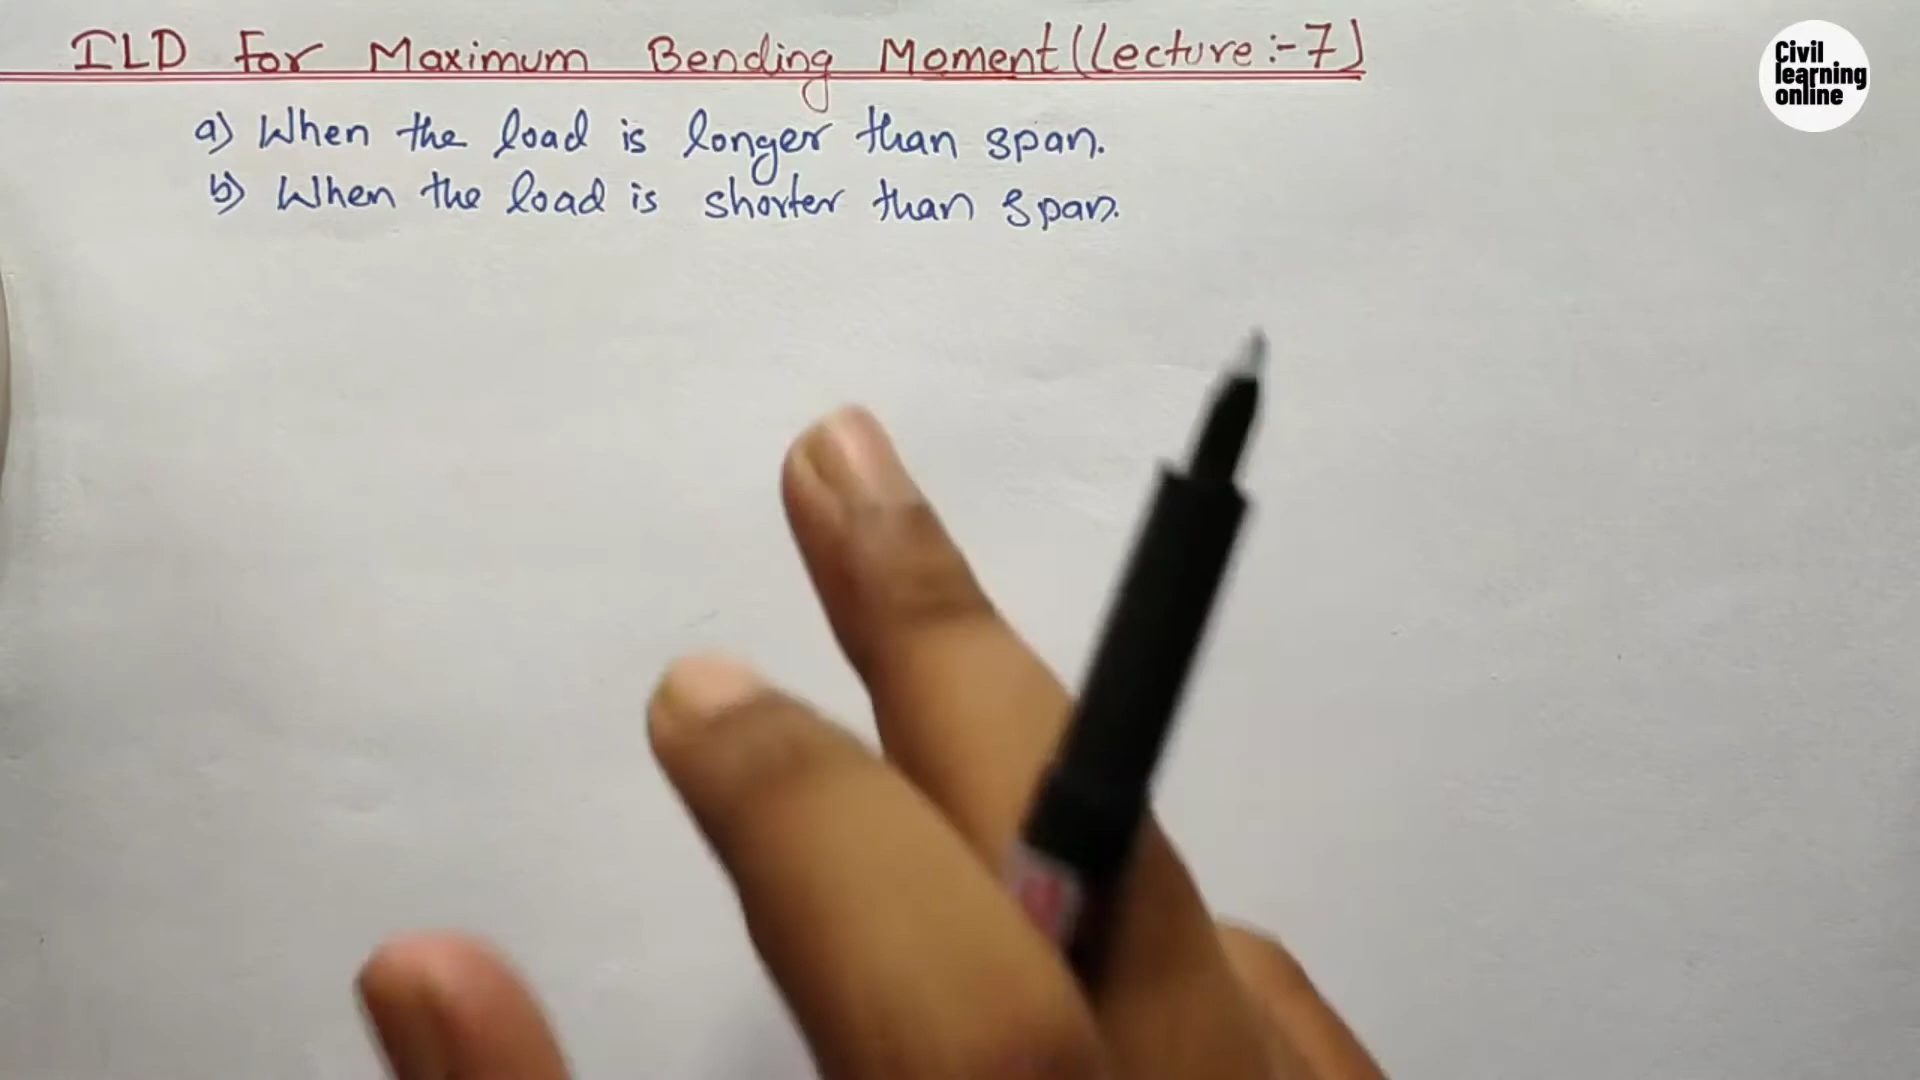 ILD For Maximum Bending Moment (Lecture:-7)
a) When the load is longer than span.
b) When the load is shorter than span.
Civil
learning
online